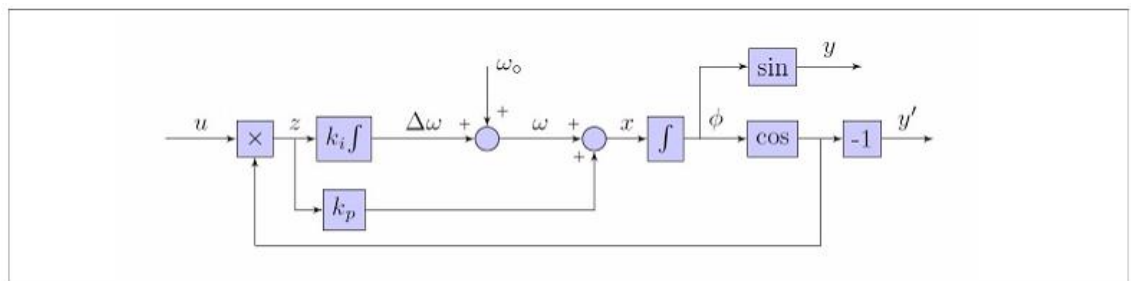 sin
y
ω₀
u
×
z
kᵢ∫
Δω
+
+
ω
+
+
x
∫
ϕ
cos
-1
y′
kₚ